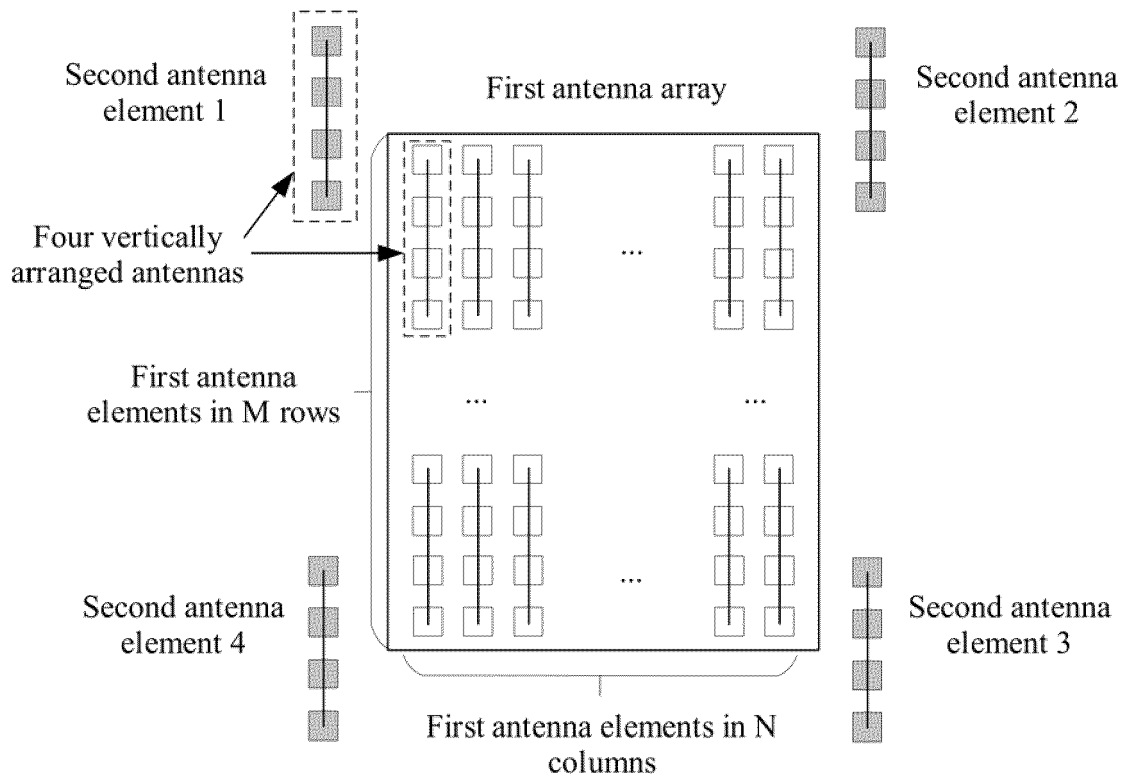 Second antenna
element 1
First antenna array
Second antenna
element 2
Four vertically
arranged antennas
...
First antenna
elements in M rows
...
...
...
Second antenna
element 4
Second antenna
element 3
First antenna elements in N
columns